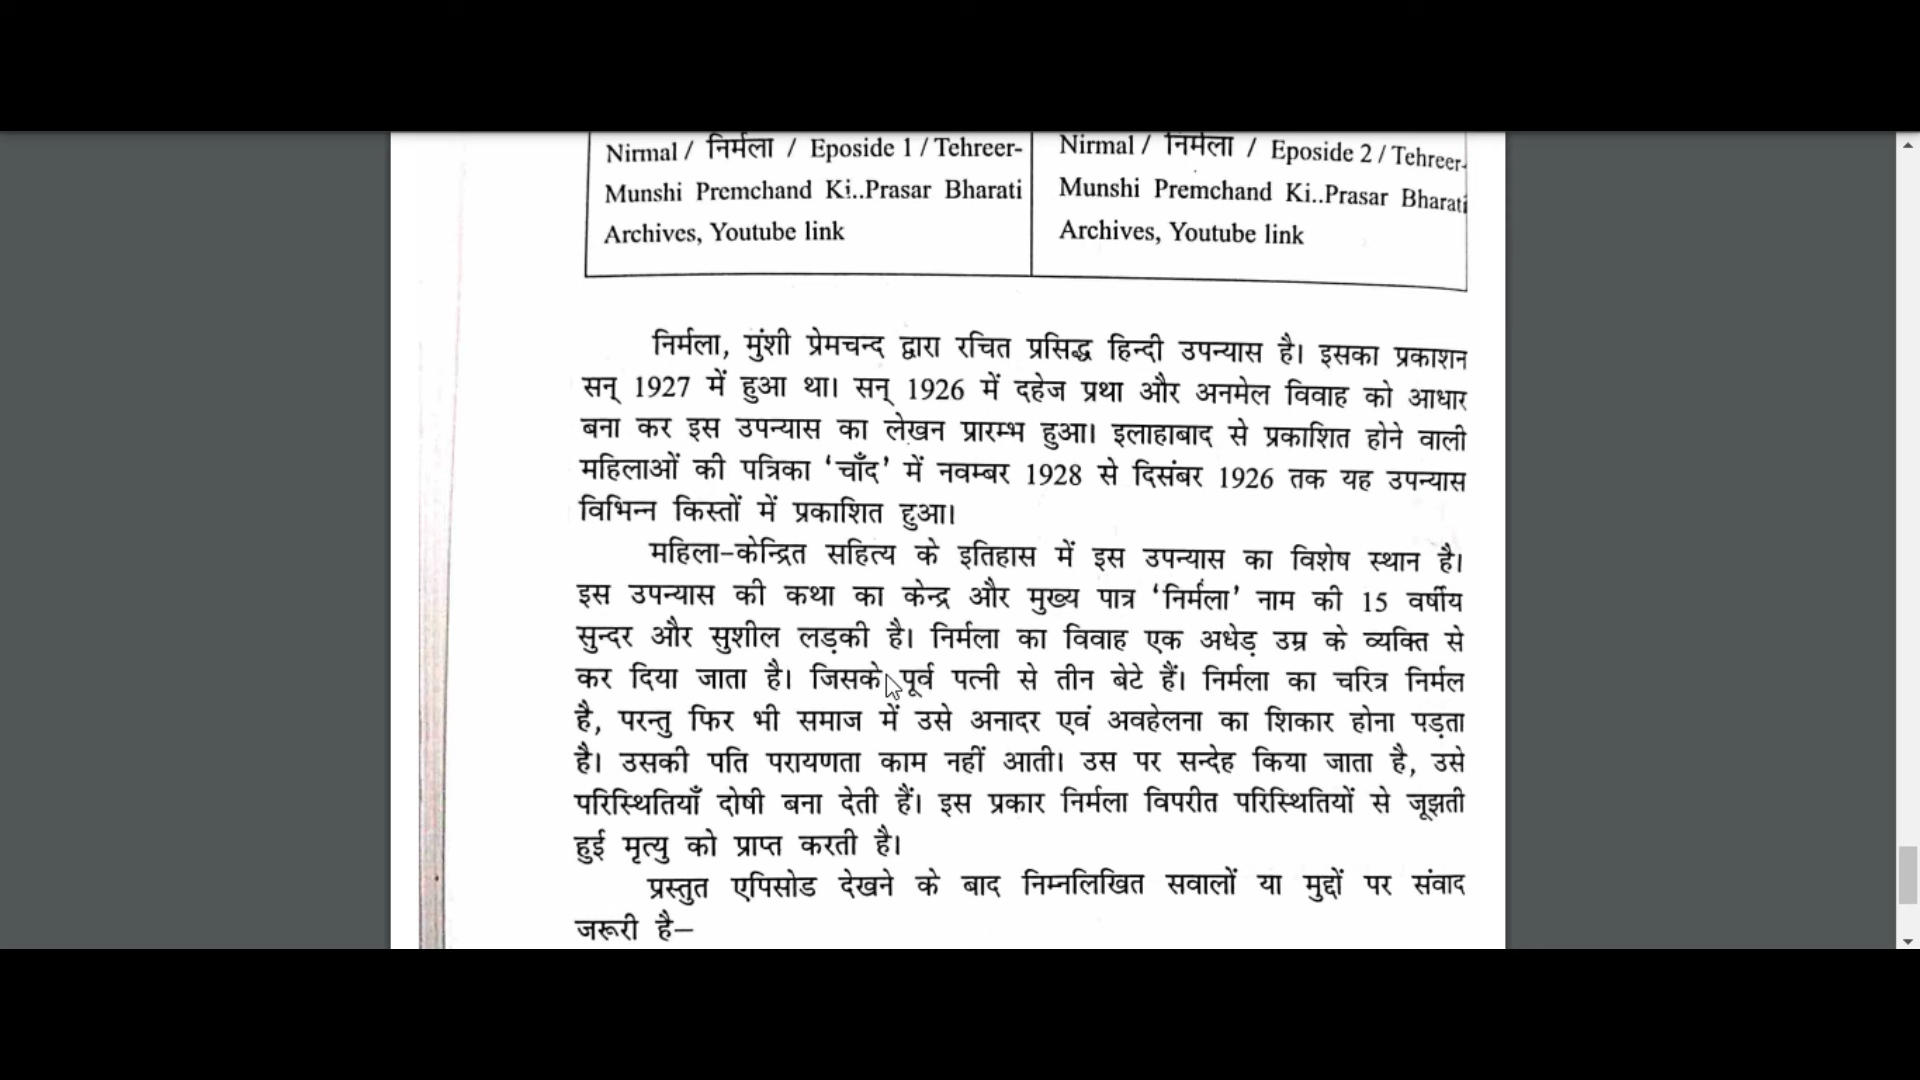 Nirmal / निर्मला / Eposide 1 / Tehreer-
Munshi Premchand Ki..Prasar Bharati
Archives, Youtube link
Nirmal / निर्मला / Eposide 2 / Tehreer-
Munshi Premchand Ki..Prasar Bharati
Archives, Youtube link
निर्मला, मुंशी प्रेमचन्द द्वारा रचित प्रसिद्ध हिन्दी उपन्यास है। इसका प्रकाशन
सन् 1927 में हुआ था। सन् 1926 में दहेज प्रथा और अनमेल विवाह को आधार
बना कर इस उपन्यास का लेखन प्रारम्भ हुआ। इलाहाबाद से प्रकाशित होने वाली
महिलाओं की पत्रिका ‘चाँद’ में नवम्बर 1928 से दिसंबर 1926 तक यह उपन्यास
विभिन्न किस्तों में प्रकाशित हुआ।
महिला-केन्द्रित सहित्य के इतिहास में इस उपन्यास का विशेष स्थान है।
इस उपन्यास की कथा का केन्द्र और मुख्य पात्र ‘निर्मला’ नाम की 15 वर्षीय
सुन्दर और सुशील लड़की है। निर्मला का विवाह एक अधेड़ उम्र के व्यक्ति से
कर दिया जाता है। जिसके पूर्व पत्नी से तीन बेटे हैं। निर्मला का चरित्र निर्मल
है, परन्तु फिर भी समाज में उसे अनादर एवं अवहेलना का शिकार होना पड़ता
है। उसकी पति परायणता काम नहीं आती। उस पर सन्देह किया जाता है, उसे
परिस्थितियाँ दोषी बना देती हैं। इस प्रकार निर्मला विपरीत परिस्थितियों से जूझती
हुई मृत्यु को प्राप्त करती है।
प्रस्तुत एपिसोड देखने के बाद निम्नलिखित सवालों या मुद्दों पर संवाद
जरूरी है–